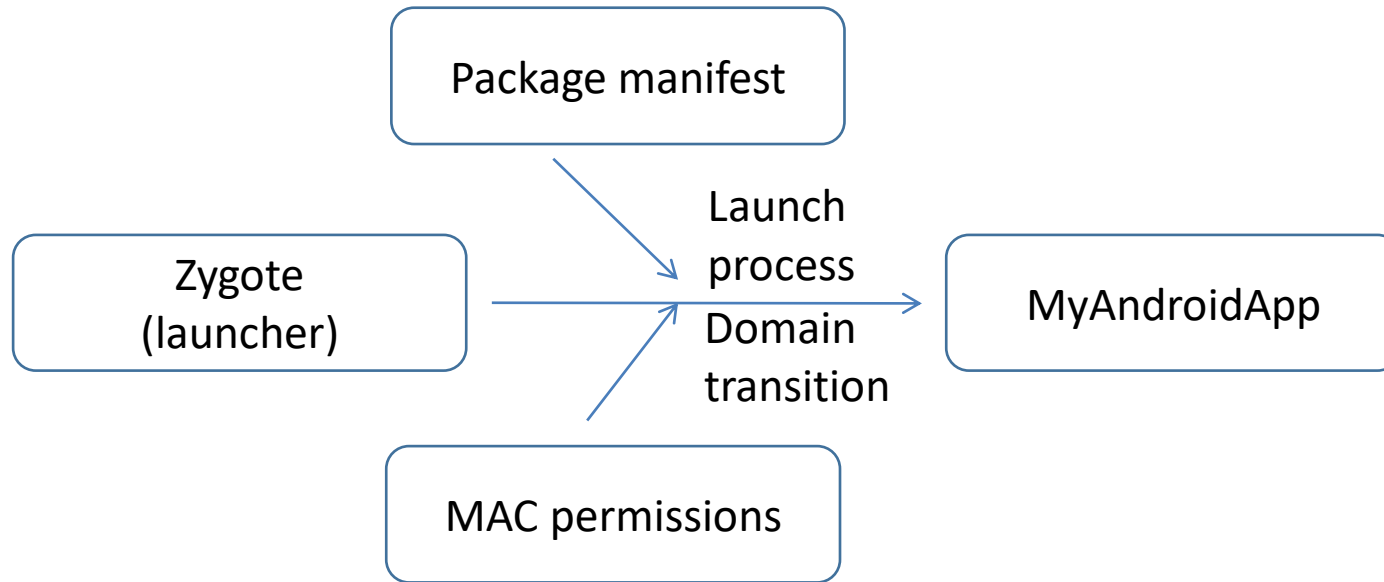 Package manifest
Launch
process
Zygote
(launcher)
MyAndroidApp
Domain
transition
MAC permissions